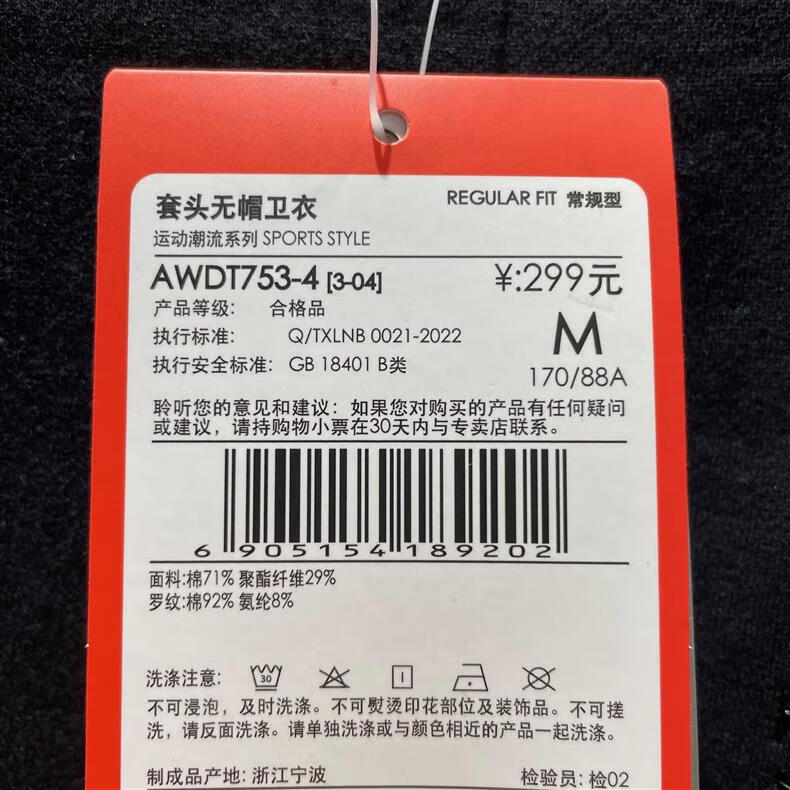 套头无帽卫衣 REGULAR FIT 常规型
运动潮流系列 SPORTS STYLE
AWDT753-4 [3-04] ¥:299元
产品等级: 合格品
执行标准: Q/TXLNB 0021-2022 M
执行安全标准: GB 18401 B类 170/88A
聆听您的意见和建议: 如果您对购买的产品有任何疑问
或建议, 请持购物小票在30天内与专卖店联系。
6 905154 189202
面料:棉71% 聚酯纤维29%
罗纹:棉92% 氨纶8%
洗涤注意: 30
不可浸泡, 及时洗涤。不可熨烫印花部位及装饰品。不可搓
洗, 请反面洗涤。请单独洗涤或与颜色相近的产品一起洗涤。
制成品产地: 浙江宁波 检验员: 检02